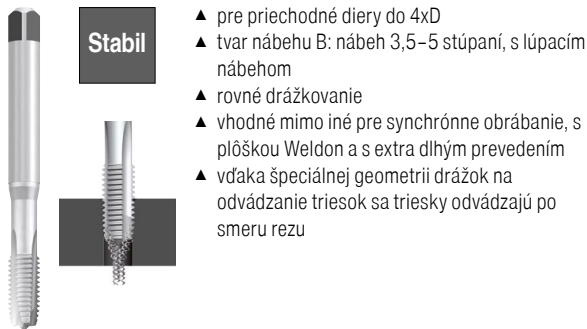 Stabil
▲ pre priechodné diery do 4xD
▲ tvar nábehu B: nábeh 3,5–5 stúpaní, s lúpacím
nábehom
▲ rovné drážkovanie
▲ vhodné mimo iné pre synchrónne obrábanie, s
plôškou Weldon a s extra dlhým prevedením
▲ vďaka špeciálnej geometrii drážok na
odvádzanie triesok sa triesky odvádzajú po
smeru rezu